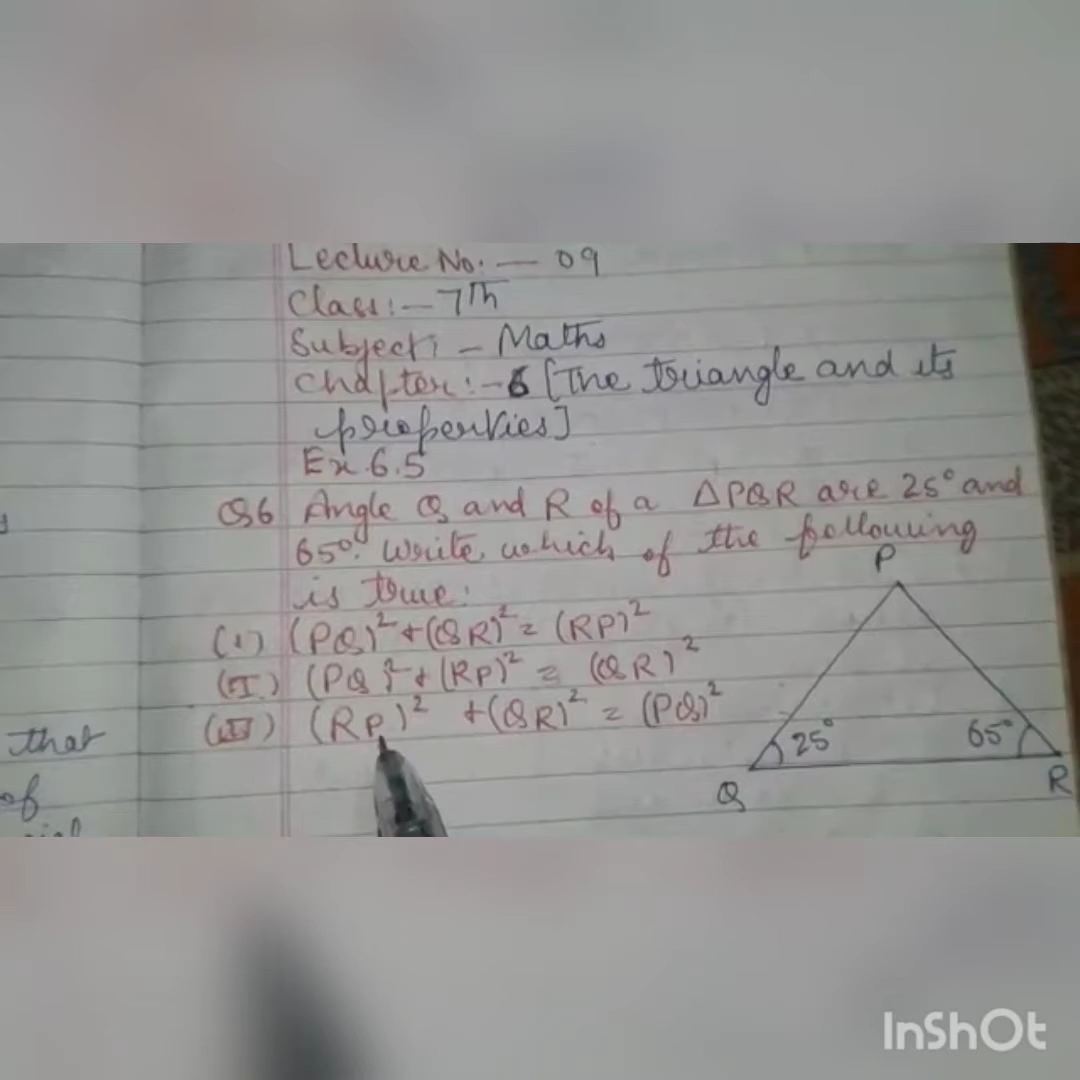 Lecture No. — 09
Class :- 7th
Subject :- Maths
Chapter :- 6 [The triangle and its
properties]
Ex. 6.5
Q6 Angle Q and R of a ΔPQR are 25° and
65°. Write which of the following
is true:
(I) (PQ)² + (QR)² = (RP)²
(II) (PQ)² + (RP)² = (QR)²
(III) (RP)² + (QR)² = (PQ)²
P
25° 65°
Q R
that
of
InShOt